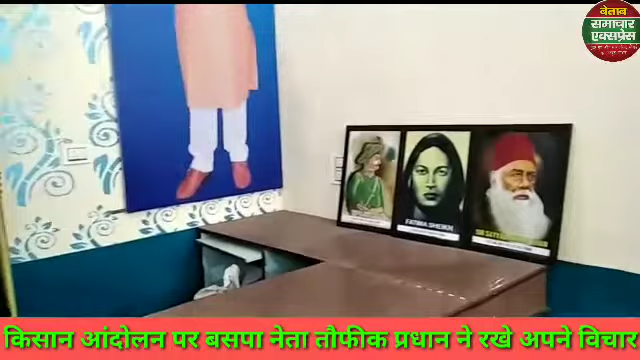 बेताब
समाचार
एक्सप्रेस
FATIMA SHEIKH
किसान आंदोलन पर बसपा नेता तौफीक प्रधान ने रखे अपने विचार